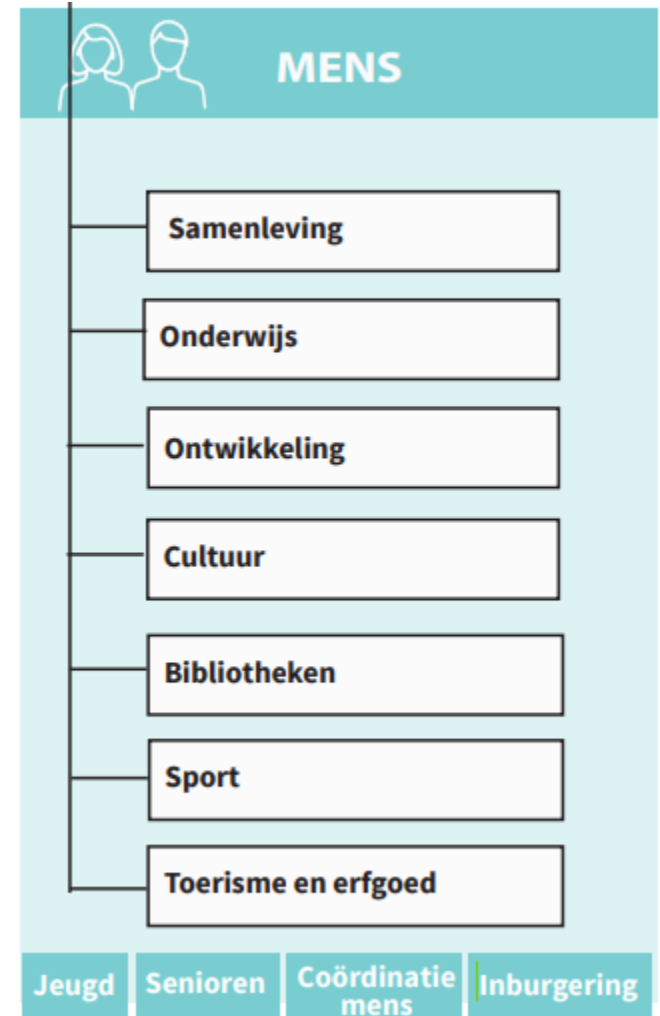 MENS
Samenleving
Onderwijs
Ontwikkeling
Cultuur
Bibliotheken
Sport
Toerisme en erfgoed
Jeugd
Senioren
Coördinatie
mens
Inburgering